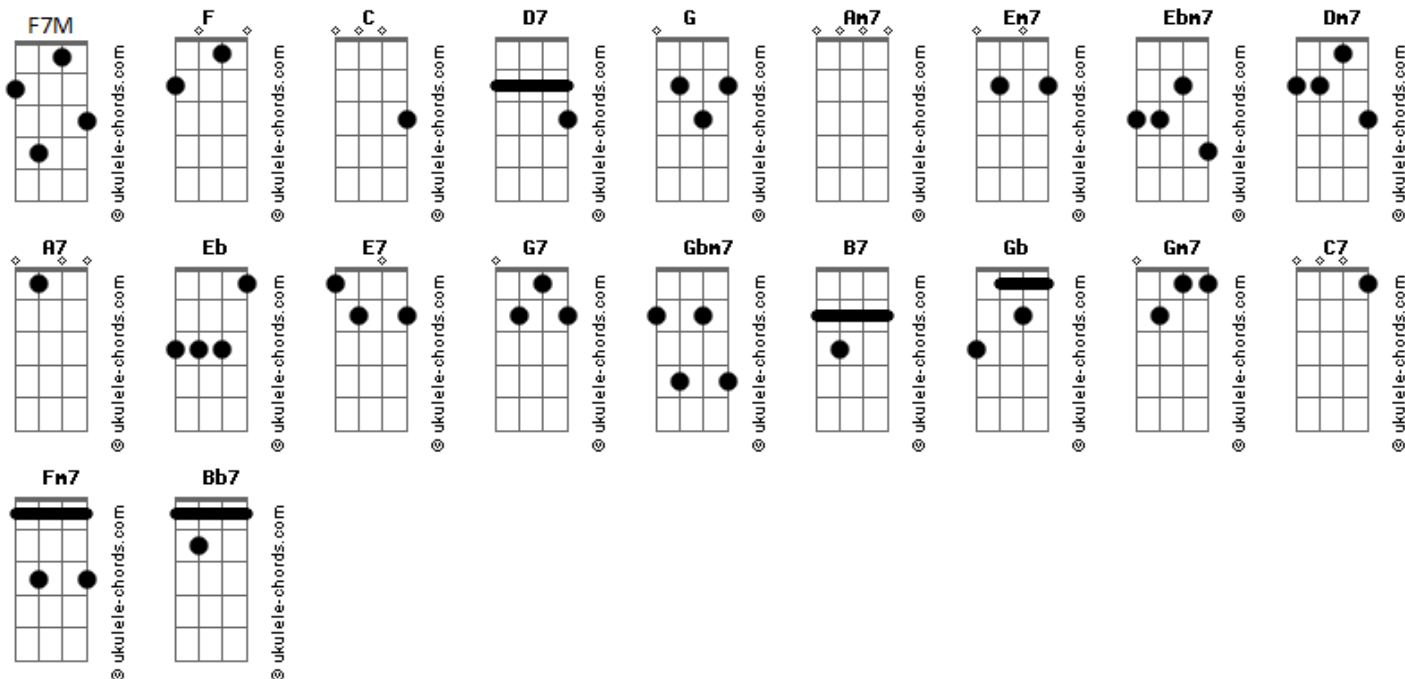 F7M F C D7 G Am7 Em7 Ebm7 Dm7
© ukulele-chords.com © ukulele-chords.com © ukulele-chords.com © ukulele-chords.com © ukulele-chords.com © ukulele-chords.com © ukulele-chords.com © ukulele-chords.com © ukulele-chords.com
A7 Eb E7 G7 Gbm7 B7 Gb Gm7 C7
© ukulele-chords.com © ukulele-chords.com © ukulele-chords.com © ukulele-chords.com © ukulele-chords.com © ukulele-chords.com © ukulele-chords.com © ukulele-chords.com © ukulele-chords.com
Fm7 Bb7
© ukulele-chords.com © ukulele-chords.com